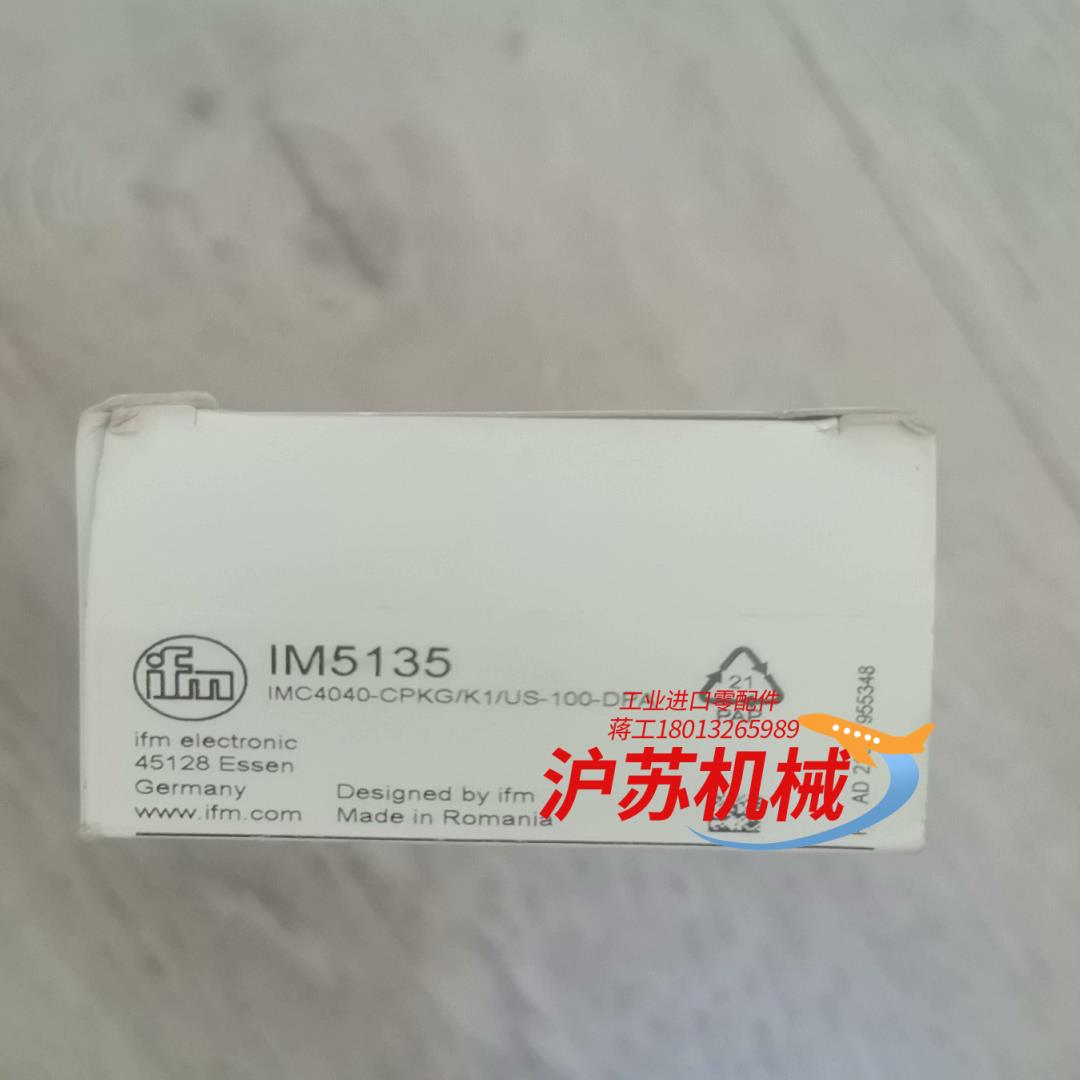 ifm
IM5135
IMC4040-CPKG/K1/US-100-DPA
21
PAP
ifm electronic
45128 Essen
Germany
www.ifm.com
Designed by ifm
Made in Romania
AD
955348
工业进口零配件
蒋工18013265989
沪苏机械